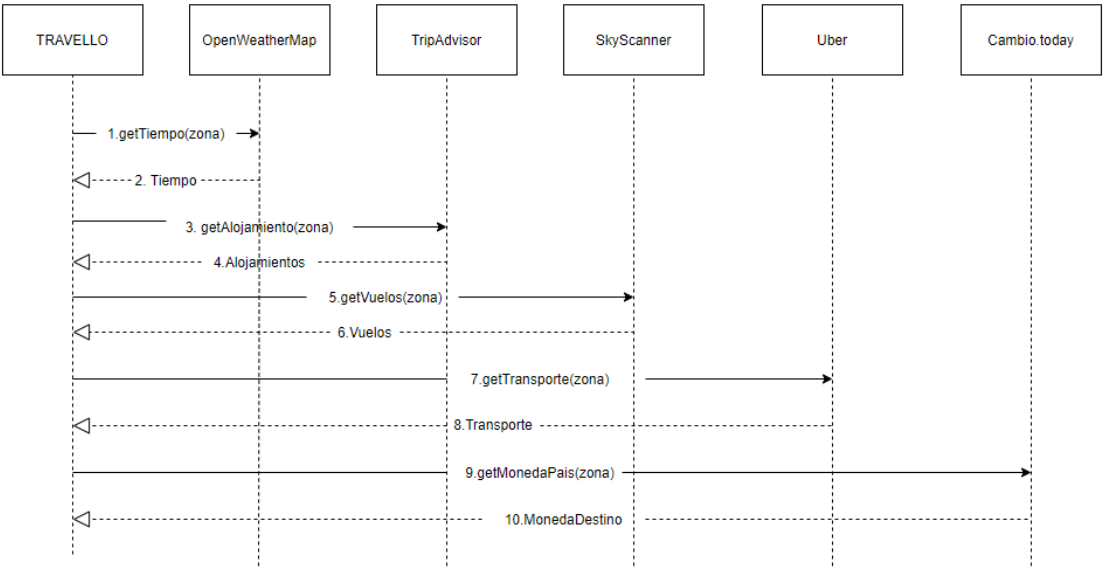 TRAVELLO
OpenWeatherMap
TripAdvisor
SkyScanner
Uber
Cambio.today
1.getTiempo(zona)
2. Tiempo
3. getAlojamiento(zona)
4.Alojamientos
5.getVuelos(zona)
6.Vuelos
7.getTransporte(zona)
8.Transporte
9.getMonedaPais(zona)
10.MonedaDestino